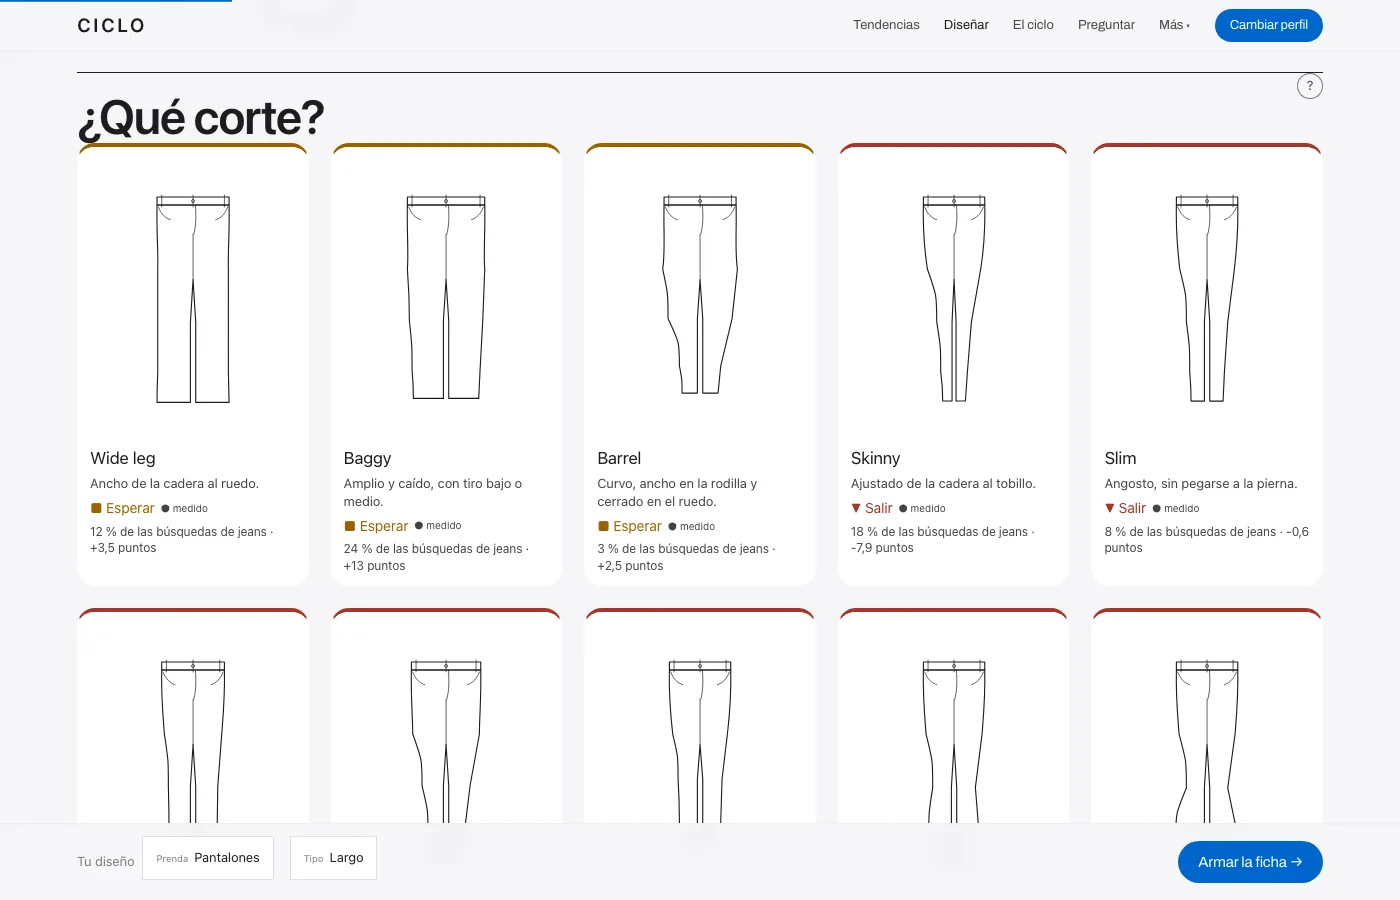 CICLO
Tendencias
Diseñar
El ciclo
Preguntar
Más
Cambiar perfil
?
¿Qué corte?
Wide leg
Ancho de la cadera al ruedo.
Esperar
medido
12 % de las búsquedas de jeans ·
+3,5 puntos
Baggy
Amplio y caído, con tiro bajo o
medio.
Esperar
medido
24 % de las búsquedas de jeans ·
+13 puntos
Barrel
Curvo, ancho en la rodilla y
cerrado en el ruedo.
Esperar
medido
3 % de las búsquedas de jeans ·
+2,5 puntos
Skinny
Ajustado de la cadera al tobillo.
Salir
medido
18 % de las búsquedas de jeans ·
-7,9 puntos
Slim
Angosto, sin pegarse a la pierna.
Salir
medido
8 % de las búsquedas de jeans · -0,6
puntos
Tu diseño
Prenda Pantalones
Tipo Largo
Armar la ficha →